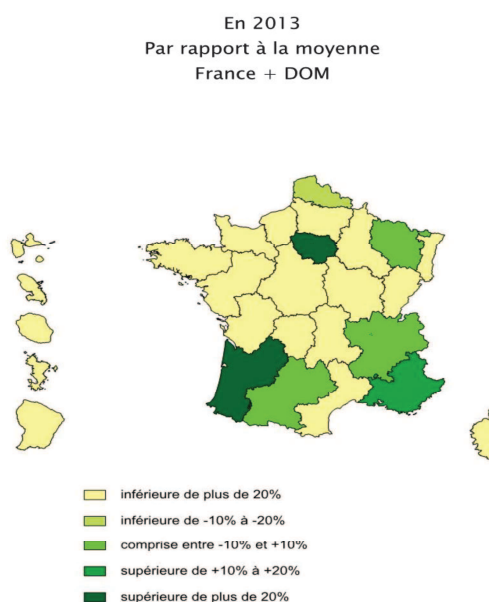 En 2013
Par rapport à la moyenne
France + DOM
inférieure de plus de 20%
inférieure de -10% à -20%
comprise entre -10% et +10%
supérieure de +10% à +20%
supérieure de plus de 20%